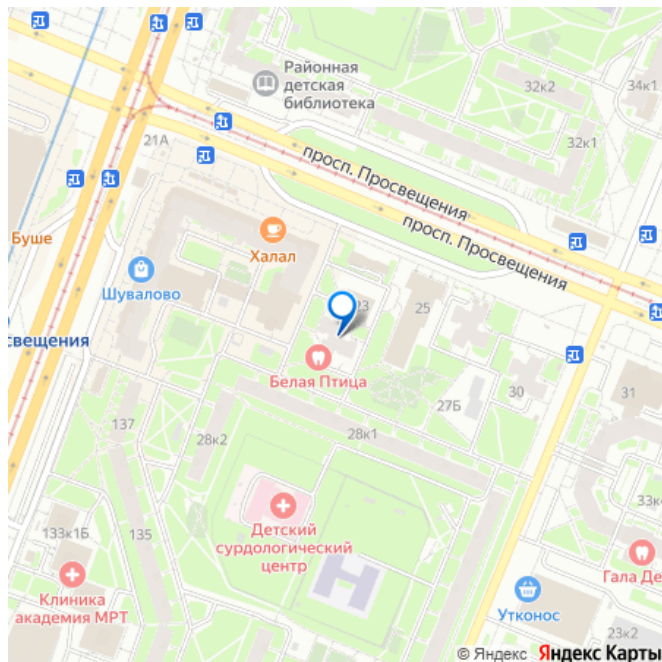 Районная
детская
библиотека
32к2
34к1
21А
32к1
просп. Просвещения
просп. Просвещения
Буше
Халал
Шувалово
23
25
свещения
Белая Птица
30
27Б
31
137
28к2
28к1
33к
133к1Б
135
Детский
сурдологический
центр
Гала Де
Клиника
академия МРТ
Утконос
23к2
© Яндекс Яндекс Карты